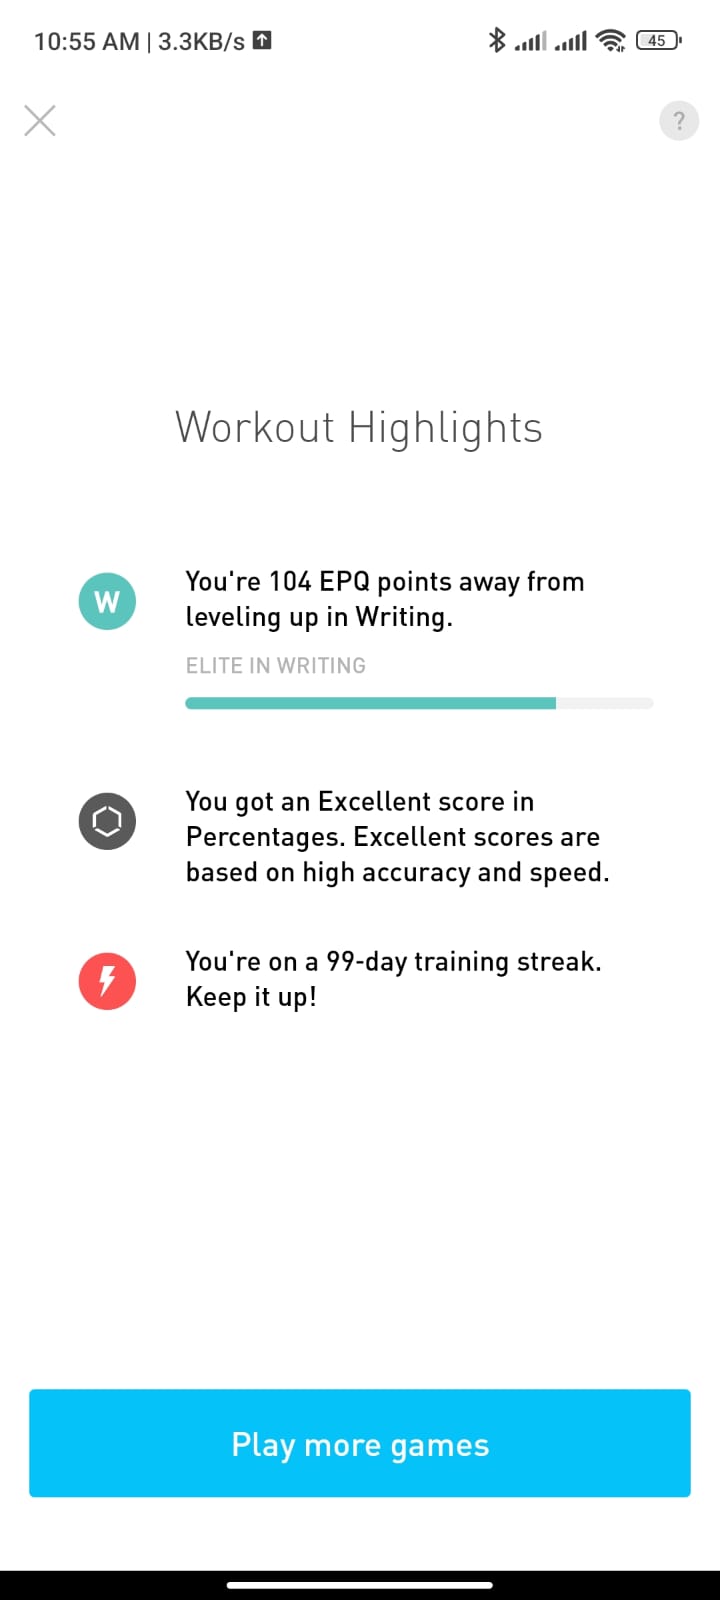 10:55 AM | 3.3KB/s
45
?
Workout Highlights
W
You're 104 EPQ points away from
leveling up in Writing.
ELITE IN WRITING
You got an Excellent score in
Percentages. Excellent scores are
based on high accuracy and speed.
You're on a 99-day training streak.
Keep it up!
Play more games